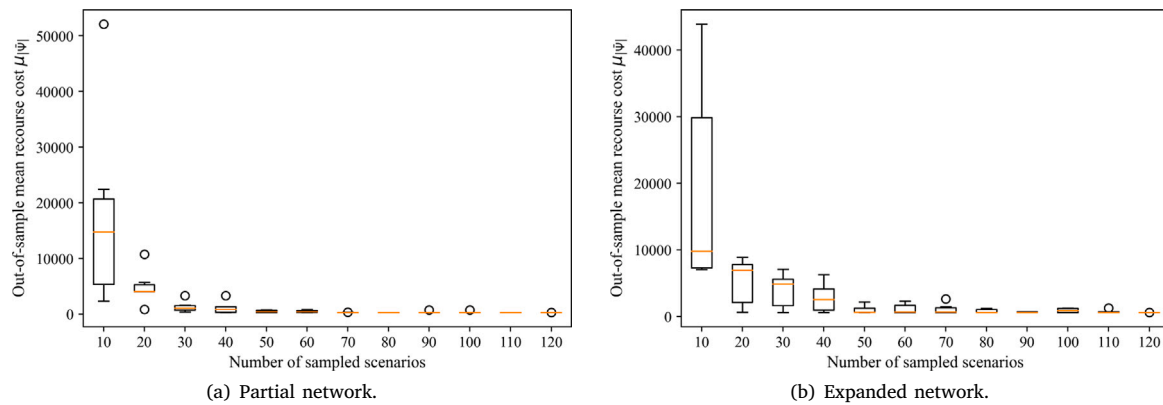 50000
40000
30000
20000
10000
0
Out-of-sample mean recourse cost μ̄|ψ̄|
10 20 30 40 50 60 70 80 90 100 110 120
Number of sampled scenarios
(a) Partial network.
40000
30000
20000
10000
0
Out-of-sample mean recourse cost μ̄|ψ̄|
10 20 30 40 50 60 70 80 90 100 110 120
Number of sampled scenarios
(b) Expanded network.